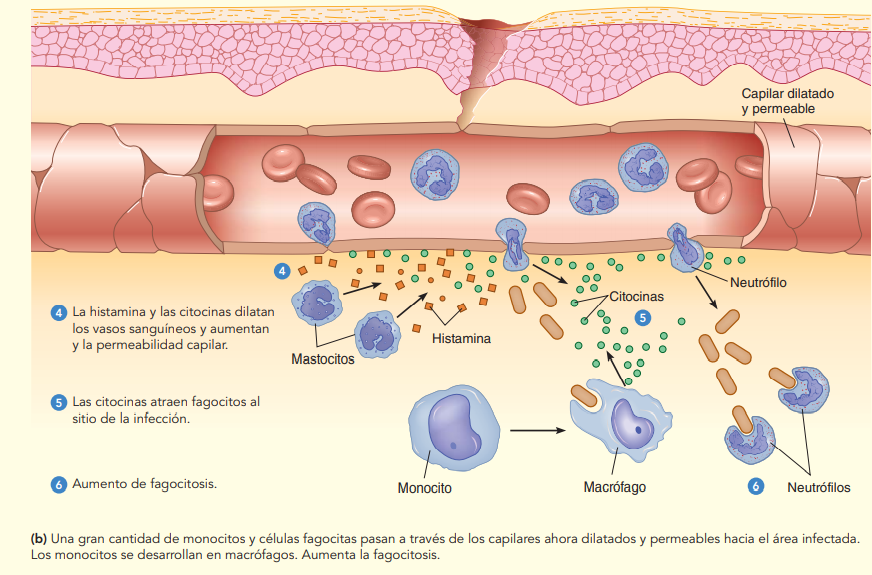 Capilar dilatado
y permeable
4
Neutrófilo
Citocinas
5
4 La histamina y las citocinas dilatan
los vasos sanguíneos y aumentan
y la permeabilidad capilar.
Histamina
Mastocitos
5 Las citocinas atraen fagocitos al
sitio de la infección.
6 Aumento de fagocitosis.
Monocito
Macrófago
6
Neutrófilos
(b) Una gran cantidad de monocitos y células fagocitas pasan a través de los capilares ahora dilatados y permeables hacia el área infectada.
Los monocitos se desarrollan en macrófagos. Aumenta la fagocitosis.